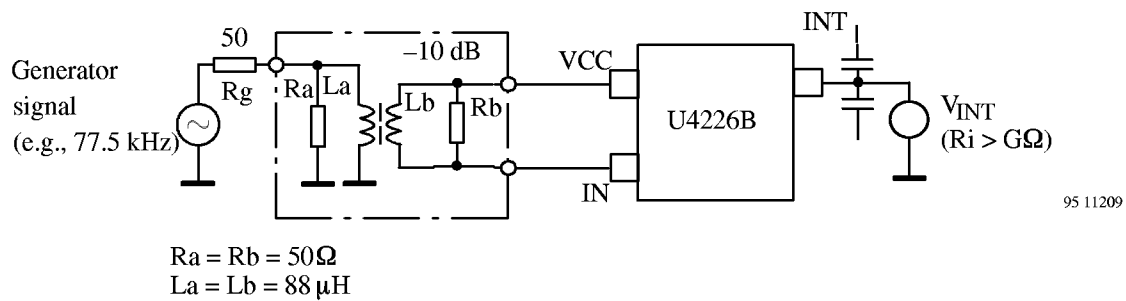 50
–10 dB
INT
Generator
signal
(e.g., 77.5 kHz)
Rg
Ra
La
Lb
Rb
VCC
IN
U4226B
VINT
(Ri > GΩ)
95 11209
Ra = Rb = 50Ω
La = Lb = 88 µH